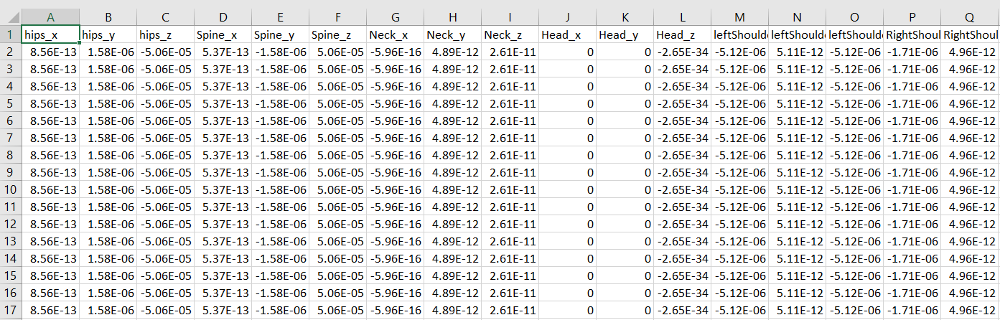 A B C D E F G H I J K L M N O P Q
1 hips_x hips_y hips_z Spine_x Spine_y Spine_z Neck_x Neck_y Neck_z Head_x Head_y Head_z leftShould leftShould leftShould RightShoul RightShoul
2 8.56E-13 1.58E-06 -5.06E-05 5.37E-13 -1.58E-06 5.06E-05 -5.96E-16 4.89E-12 2.61E-11 0 0 -2.65E-34 -5.12E-06 5.11E-12 -5.12E-06 -1.71E-06 4.96E-12
3 8.56E-13 1.58E-06 -5.06E-05 5.37E-13 -1.58E-06 5.06E-05 -5.96E-16 4.89E-12 2.61E-11 0 0 -2.65E-34 -5.12E-06 5.11E-12 -5.12E-06 -1.71E-06 4.96E-12
4 8.56E-13 1.58E-06 -5.06E-05 5.37E-13 -1.58E-06 5.06E-05 -5.96E-16 4.89E-12 2.61E-11 0 0 -2.65E-34 -5.12E-06 5.11E-12 -5.12E-06 -1.71E-06 4.96E-12
5 8.56E-13 1.58E-06 -5.06E-05 5.37E-13 -1.58E-06 5.06E-05 -5.96E-16 4.89E-12 2.61E-11 0 0 -2.65E-34 -5.12E-06 5.11E-12 -5.12E-06 -1.71E-06 4.96E-12
6 8.56E-13 1.58E-06 -5.06E-05 5.37E-13 -1.58E-06 5.06E-05 -5.96E-16 4.89E-12 2.61E-11 0 0 -2.65E-34 -5.12E-06 5.11E-12 -5.12E-06 -1.71E-06 4.96E-12
7 8.56E-13 1.58E-06 -5.06E-05 5.37E-13 -1.58E-06 5.06E-05 -5.96E-16 4.89E-12 2.61E-11 0 0 -2.65E-34 -5.12E-06 5.11E-12 -5.12E-06 -1.71E-06 4.96E-12
8 8.56E-13 1.58E-06 -5.06E-05 5.37E-13 -1.58E-06 5.06E-05 -5.96E-16 4.89E-12 2.61E-11 0 0 -2.65E-34 -5.12E-06 5.11E-12 -5.12E-06 -1.71E-06 4.96E-12
9 8.56E-13 1.58E-06 -5.06E-05 5.37E-13 -1.58E-06 5.06E-05 -5.96E-16 4.89E-12 2.61E-11 0 0 -2.65E-34 -5.12E-06 5.11E-12 -5.12E-06 -1.71E-06 4.96E-12
10 8.56E-13 1.58E-06 -5.06E-05 5.37E-13 -1.58E-06 5.06E-05 -5.96E-16 4.89E-12 2.61E-11 0 0 -2.65E-34 -5.12E-06 5.11E-12 -5.12E-06 -1.71E-06 4.96E-12
11 8.56E-13 1.58E-06 -5.06E-05 5.37E-13 -1.58E-06 5.06E-05 -5.96E-16 4.89E-12 2.61E-11 0 0 -2.65E-34 -5.12E-06 5.11E-12 -5.12E-06 -1.71E-06 4.96E-12
12 8.56E-13 1.58E-06 -5.06E-05 5.37E-13 -1.58E-06 5.06E-05 -5.96E-16 4.89E-12 2.61E-11 0 0 -2.65E-34 -5.12E-06 5.11E-12 -5.12E-06 -1.71E-06 4.96E-12
13 8.56E-13 1.58E-06 -5.06E-05 5.37E-13 -1.58E-06 5.06E-05 -5.96E-16 4.89E-12 2.61E-11 0 0 -2.65E-34 -5.12E-06 5.11E-12 -5.12E-06 -1.71E-06 4.96E-12
14 8.56E-13 1.58E-06 -5.06E-05 5.37E-13 -1.58E-06 5.06E-05 -5.96E-16 4.89E-12 2.61E-11 0 0 -2.65E-34 -5.12E-06 5.11E-12 -5.12E-06 -1.71E-06 4.96E-12
15 8.56E-13 1.58E-06 -5.06E-05 5.37E-13 -1.58E-06 5.06E-05 -5.96E-16 4.89E-12 2.61E-11 0 0 -2.65E-34 -5.12E-06 5.11E-12 -5.12E-06 -1.71E-06 4.96E-12
16 8.56E-13 1.58E-06 -5.06E-05 5.37E-13 -1.58E-06 5.06E-05 -5.96E-16 4.89E-12 2.61E-11 0 0 -2.65E-34 -5.12E-06 5.11E-12 -5.12E-06 -1.71E-06 4.96E-12
17 8.56E-13 1.58E-06 -5.06E-05 5.37E-13 -1.58E-06 5.06E-05 -5.96E-16 4.89E-12 2.61E-11 0 0 -2.65E-34 -5.12E-06 5.11E-12 -5.12E-06 -1.71E-06 4.96E-12